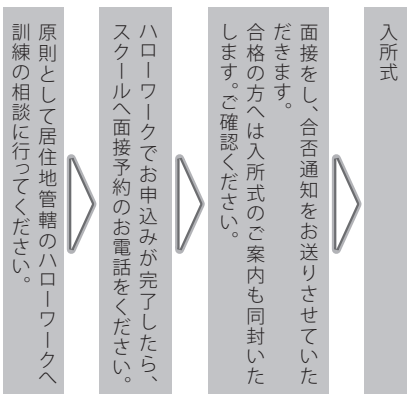 原則として居住地管轄のハローワークへ
訓練の相談に行ってください。
ハローワークでお申込みが完了したら、
スクールへ面接予約のお電話をください。
面接をし、合否通知をお送りさせていた
だきます。
合格の方へは入所式のご案内も同封いた
します。ご確認ください。
入所式